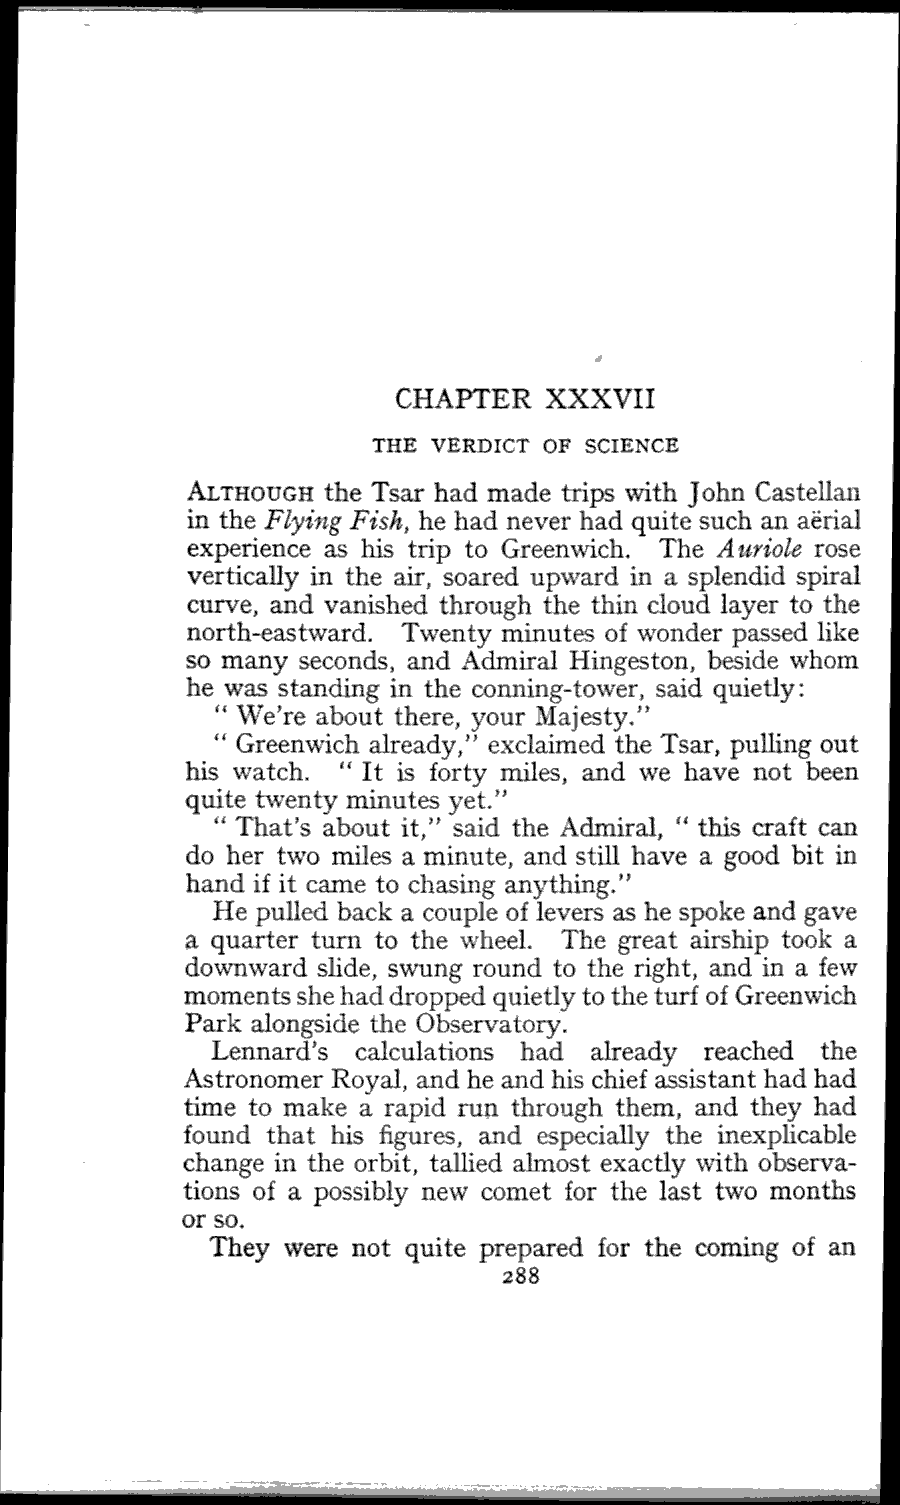 CHAPTER XXXVII
THE VERDICT OF SCIENCE
ALTHOUGH the Tsar had made trips with John Castellan
in the Flying Fish, he had never had quite such an aërial
experience as his trip to Greenwich. The Auriole rose
vertically in the air, soared upward in a splendid spiral
curve, and vanished through the thin cloud layer to the
north-eastward. Twenty minutes of wonder passed like
so many seconds, and Admiral Hingeston, beside whom
he was standing in the conning-tower, said quietly:
“ We're about there, your Majesty.”
“ Greenwich already,” exclaimed the Tsar, pulling out
his watch. “ It is forty miles, and we have not been
quite twenty minutes yet.”
“ That's about it,” said the Admiral, “ this craft can
do her two miles a minute, and still have a good bit in
hand if it came to chasing anything.”
He pulled back a couple of levers as he spoke and gave
a quarter turn to the wheel. The great airship took a
downward slide, swung round to the right, and in a few
moments she had dropped quietly to the turf of Greenwich
Park alongside the Observatory.
Lennard's calculations had already reached the
Astronomer Royal, and he and his chief assistant had had
time to make a rapid run through them, and they had
found that his figures, and especially the inexplicable
change in the orbit, tallied almost exactly with observa-
tions of a possibly new comet for the last two months
or so.
They were not quite prepared for the coming of an
288